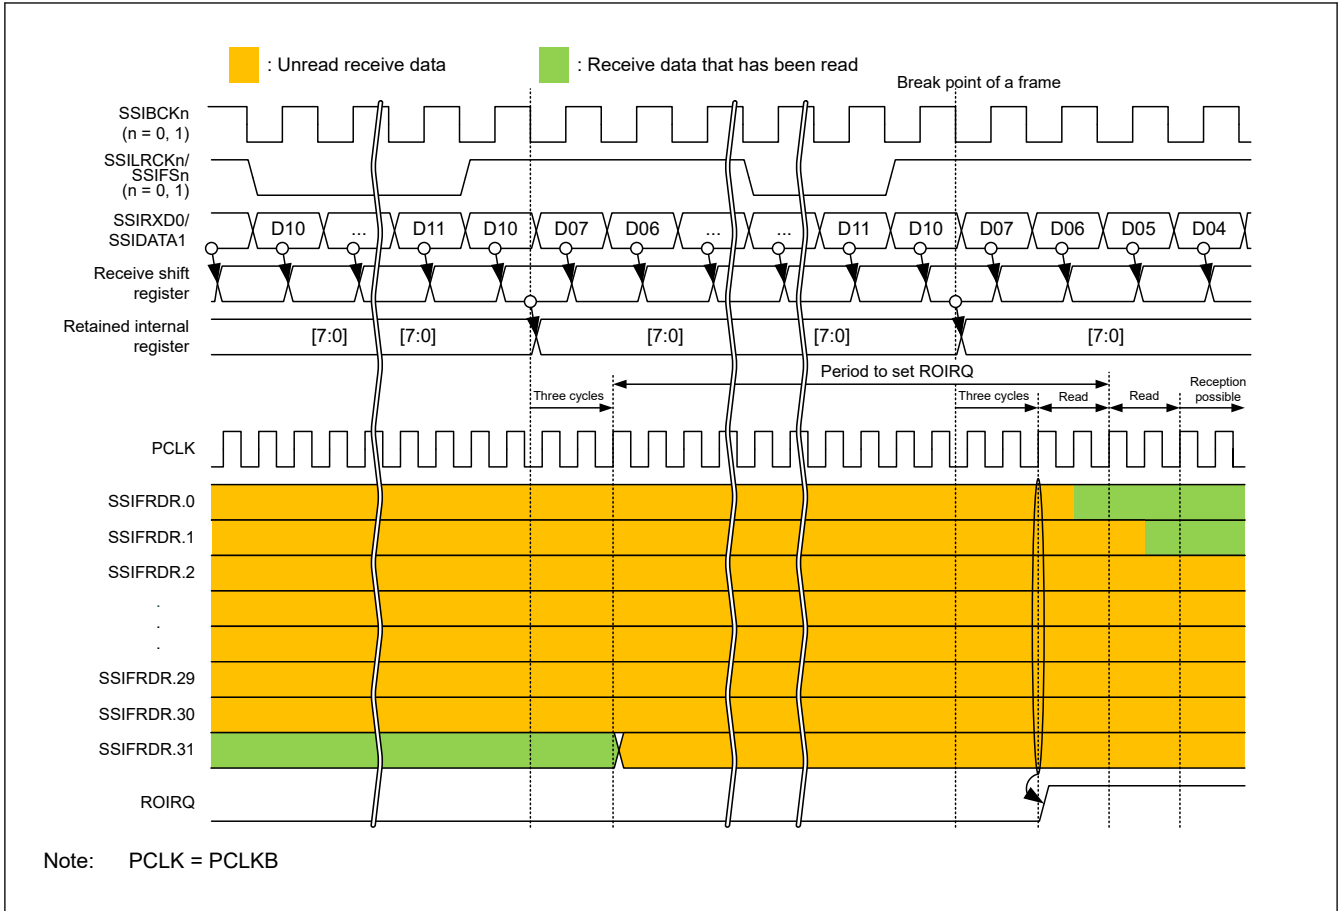 : Unread receive data
: Receive data that has been read
Break point of a frame
SSIBCKn
(n = 0, 1)
SSILRCKn/
SSIFSn
(n = 0, 1)
SSIRXD0/
SSIDATA1
D10 ... D11 D10 D07 D06 ... ... D11 D10 D07 D06 D05 D04
Receive shift
register
Retained internal
register
[7:0] [7:0] [7:0] [7:0] [7:0]
Period to set ROIRQ
Three cycles
Three cycles
Read
Read
Reception
possible
PCLK
SSIFRDR.0
SSIFRDR.1
SSIFRDR.2
.
.
.
SSIFRDR.29
SSIFRDR.30
SSIFRDR.31
ROIRQ
Note: PCLK = PCLKB